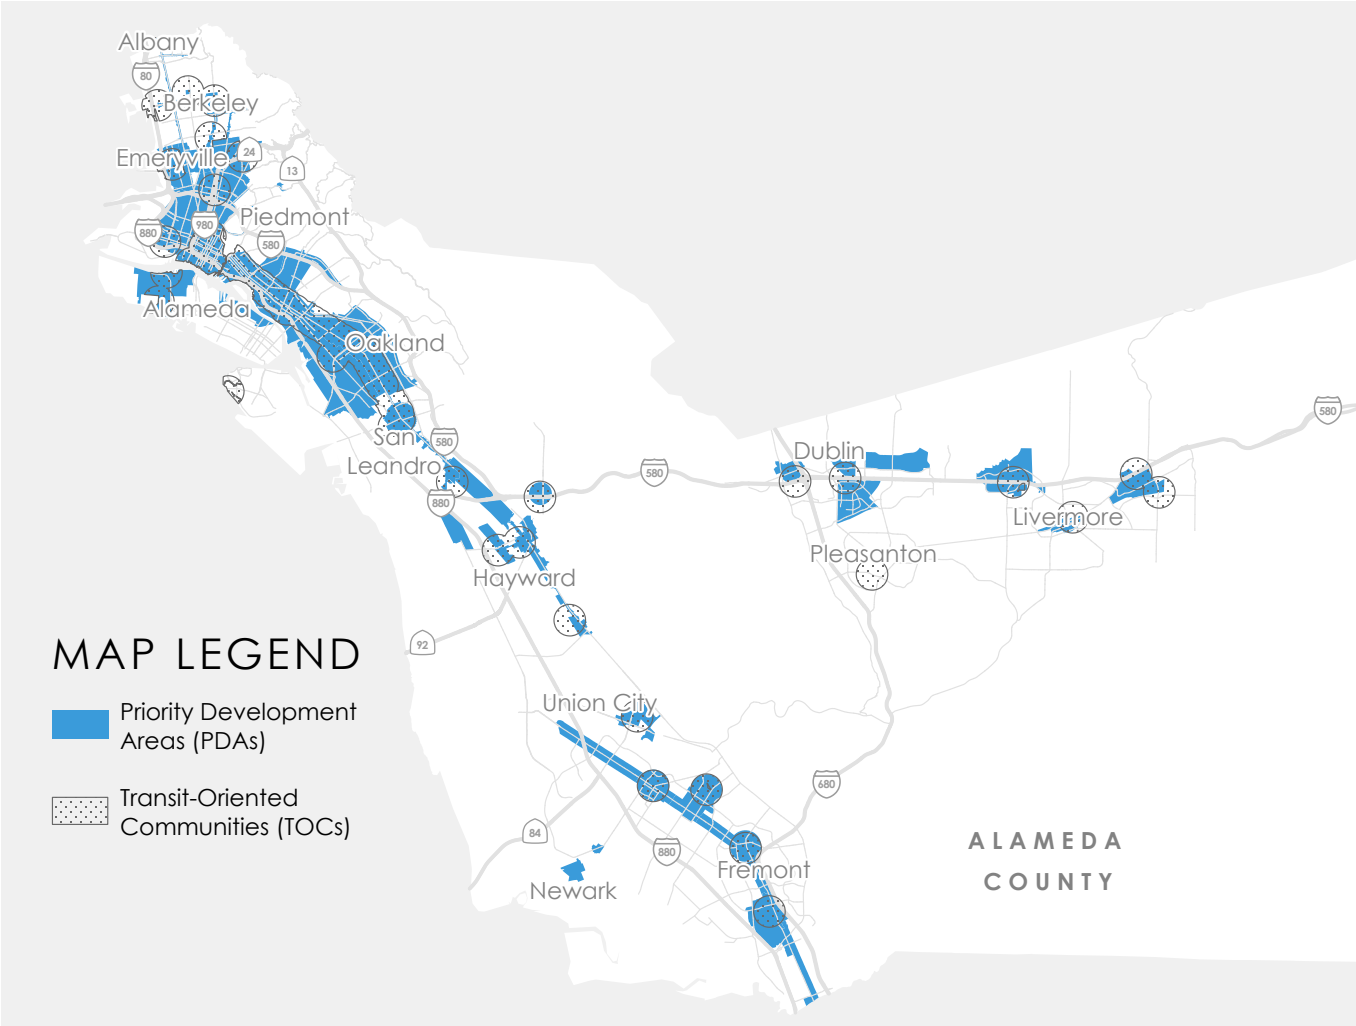 Albany
80
Berkeley
Emeryville
24
13
Piedmont
980
880
580
Alameda
Oakland
580
San
Leandro
580
580
Dublin
880
Livermore
Pleasanton
Hayward
92
MAP LEGEND
Priority Development
Areas (PDAs)
Transit-Oriented
Communities (TOCs)
Union City
680
84
880
ALAMEDA
COUNTY
Fremont
Newark